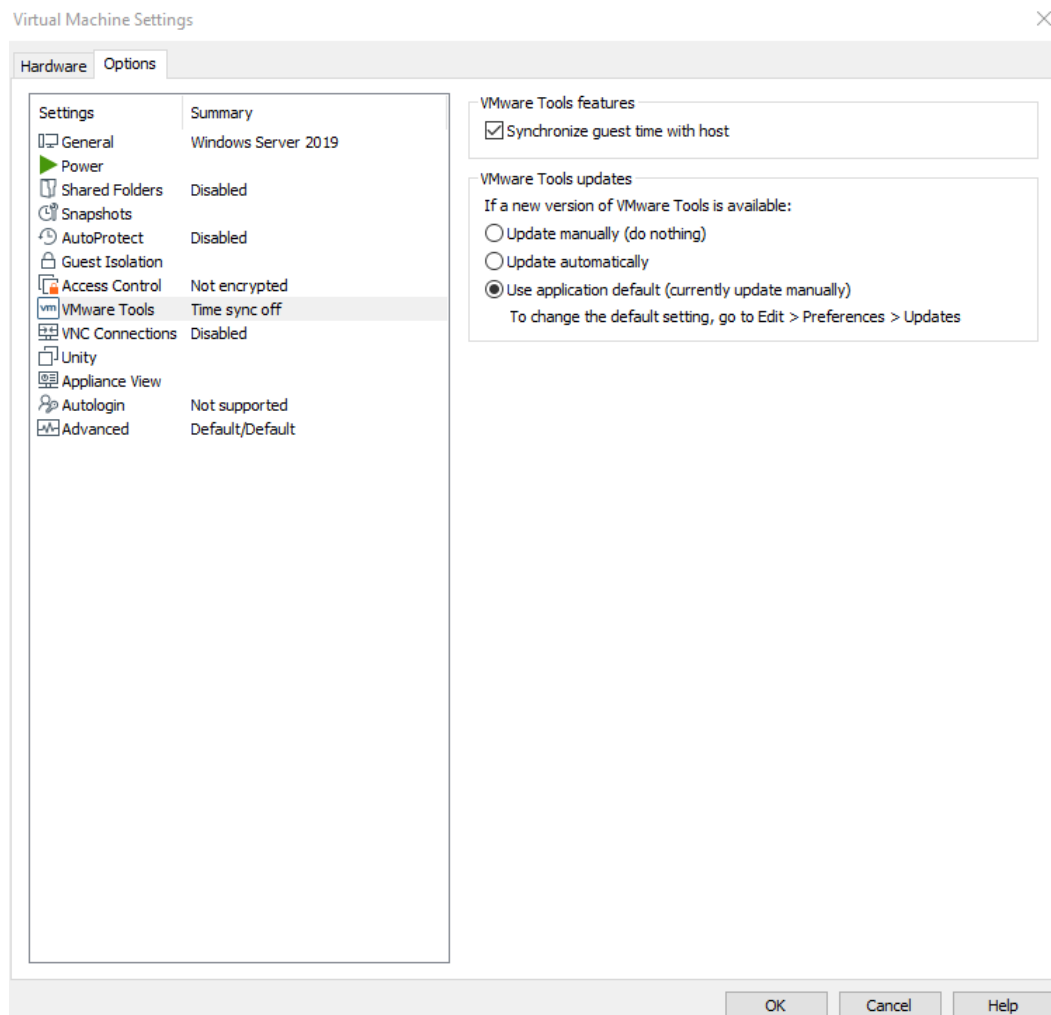 Virtual Machine Settings
Hardware Options
Settings Summary
General Windows Server 2019
Power
Shared Folders Disabled
Snapshots
AutoProtect Disabled
Guest Isolation
Access Control Not encrypted
vm VMware Tools Time sync off
VNC Connections Disabled
Unity
Appliance View
Autologin Not supported
Advanced Default/Default
VMware Tools features
Synchronize guest time with host
VMware Tools updates
If a new version of VMware Tools is available:
Update manually (do nothing)
Update automatically
Use application default (currently update manually)
To change the default setting, go to Edit > Preferences > Updates
OK Cancel Help